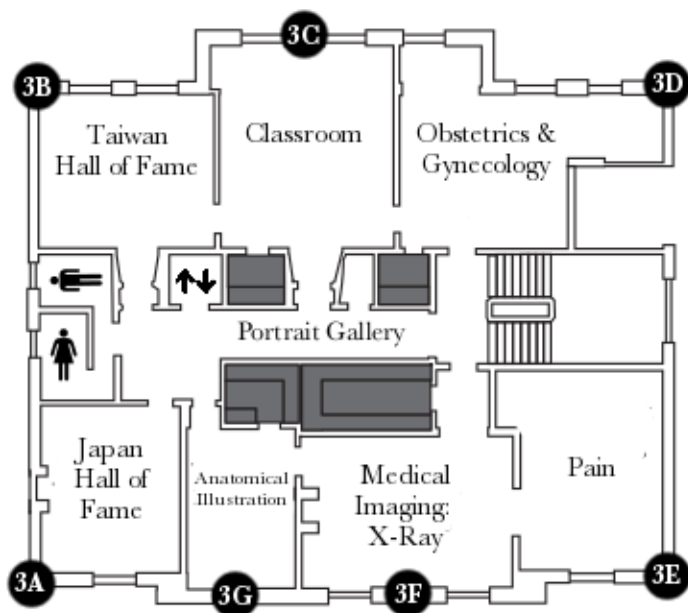 3C
3B
3D
Taiwan
Hall of Fame
Classroom
Obstetrics &
Gynecology
Portrait Gallery
Japan
Hall of
Fame
Anatomical
Illustration
Medical
Imaging:
X-Ray
Pain
3A
3G
3F
3E